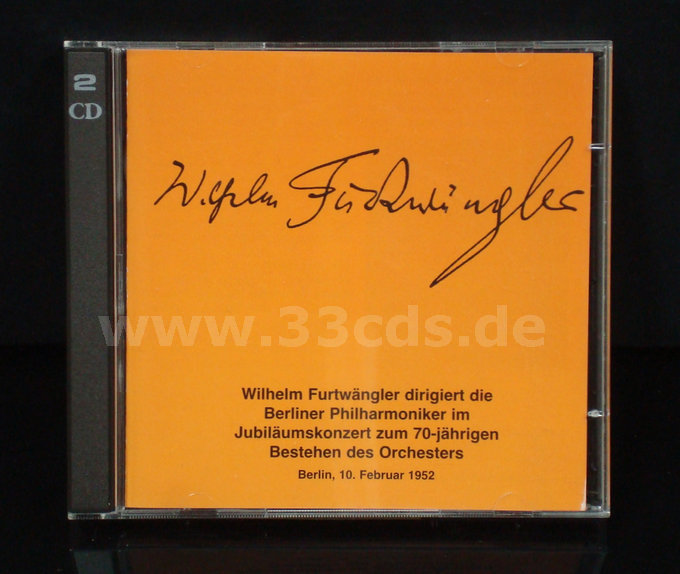 2
CD
Wilhelm Furtwängler
www.33cds.de
Wilhelm Furtwängler dirigiert die
Berliner Philharmoniker im
Jubiläumskonzert zum 70-jährigen
Bestehen des Orchesters
Berlin, 10. Februar 1952